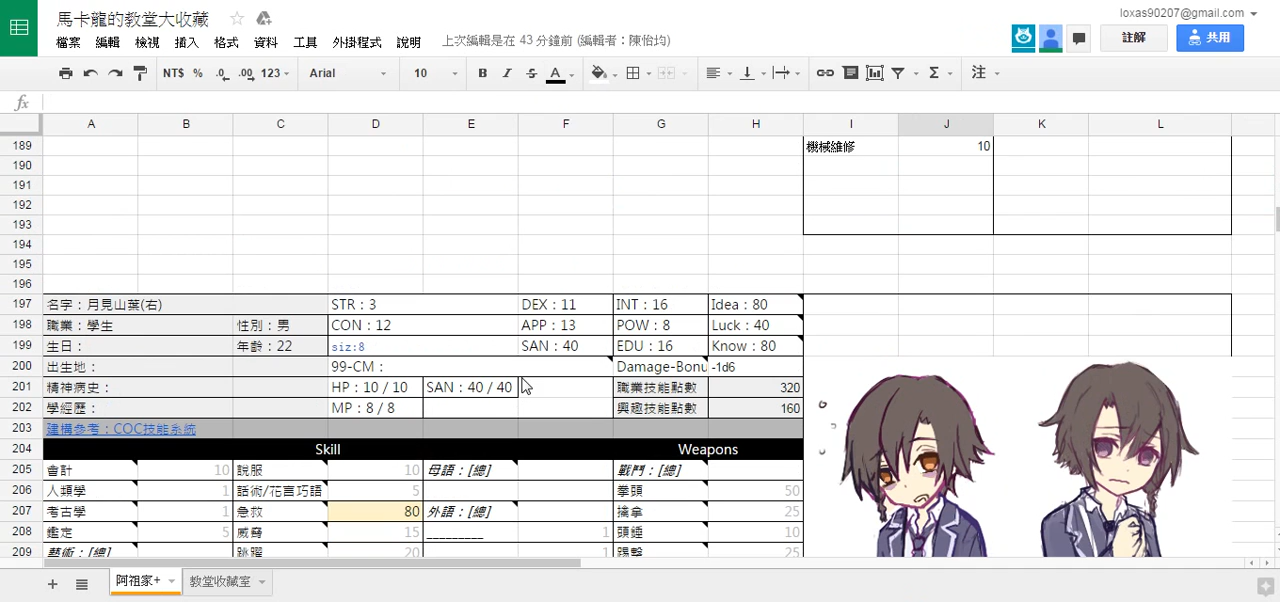 馬卡龍的教堂大收藏
loxas90207@gmail.com
檔案 編輯 檢視 插入 格式 資料 工具 外掛程式 說明 上次編輯是在 43 分鐘前 (編輯者：陳怡均)
註解 共用
NT$ % .0 .00 123 Arial 10 B I S A Σ 注
fx
A B C D E F G H I J K L
189 機械維修 10
190
191
192
193
194
195
196
197 名字：月見山葉(右) STR：3 DEX：11 INT：16 Idea：80
198 職業：學生 性別：男 CON：12 APP：13 POW：8 Luck：40
199 生日： 年齡：22 siz:8 SAN：40 EDU：16 Know：80
200 出生地： 99-CM： Damage-Bonu -1d6
201 精神病史： HP：10 / 10 SAN：40 / 40 職業技能點數 320
202 學經歷： MP：8 / 8 興趣技能點數 160
203 建構參考：COC技能系統
204 Skill Weapons
205 會計 10 說服 10 母語：[總] 戰鬥：[總]
206 人類學 1 話術/花言巧語 5 拳頭 50
207 考古學 1 急救 80 外語：[總] 擒拿 25
208 鑑定 5 威嚇 15 _________ 1 頭錘 10
209 藝術：[總] 跳躍 20 1 踢擊 25
阿祖家+ 教堂收藏室